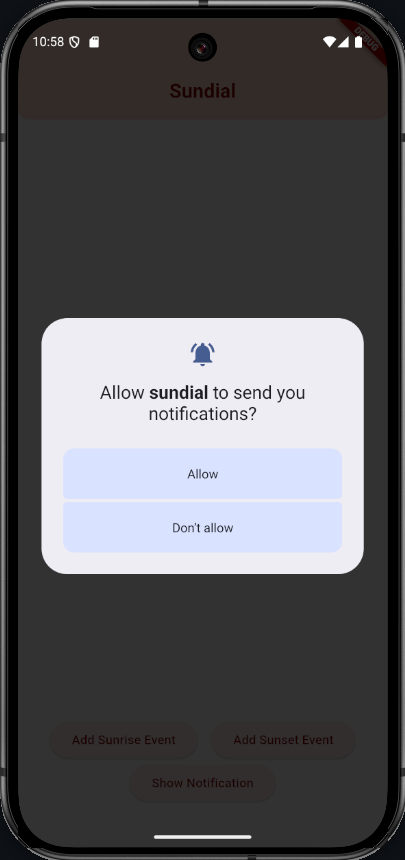 10:58
DEBUG
Sundial
Allow sundial to send you
notifications?
Allow
Don't allow
Add Sunrise Event
Add Sunset Event
Show Notification